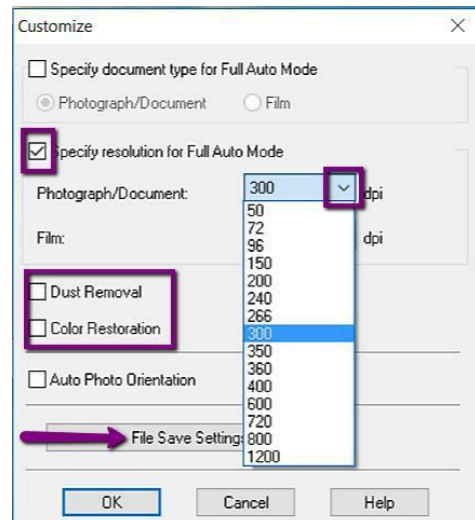 Customize
Specify document type for Full Auto Mode
Photograph/Document
Film
Specify resolution for Full Auto Mode
Photograph/Document:
300
dpi
50
72
Film:
dpi
96
150
200
240
266
300
350
360
400
600
720
800
1200
Dust Removal
Color Restoration
Auto Photo Orientation
File Save Setting
OK
Cancel
Help